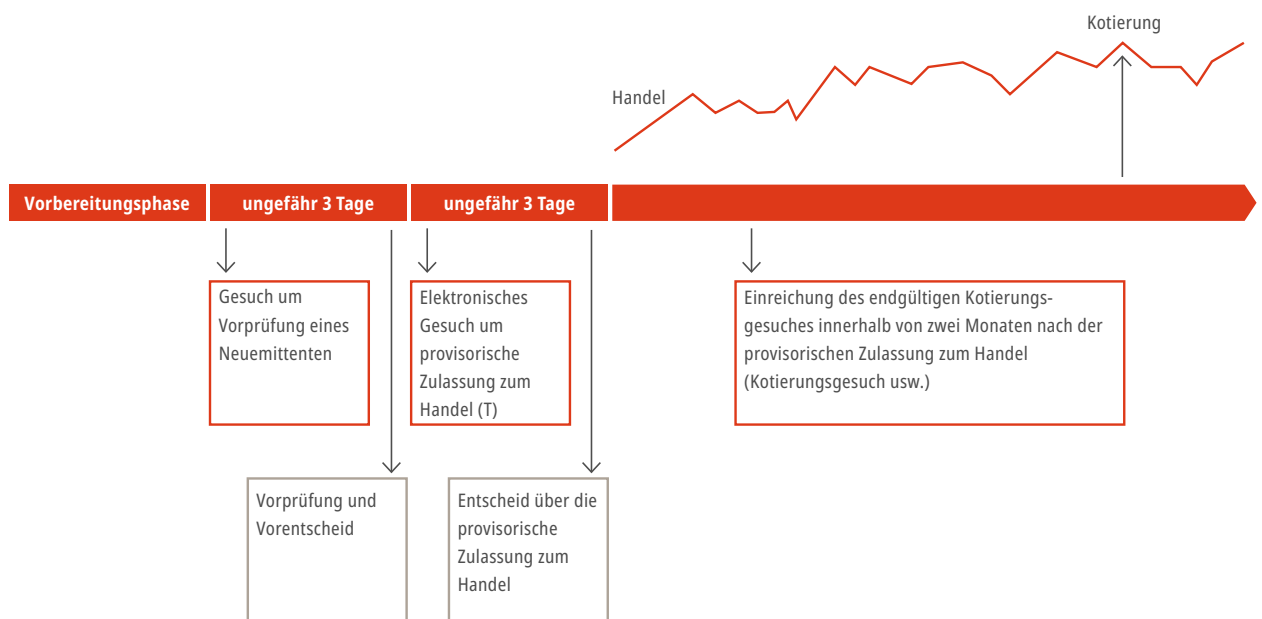 Kotierung
Handel
Vorbereitungsphase
ungefähr 3 Tage
ungefähr 3 Tage
Gesuch um
Vorprüfung eines
Neuemittenten
Elektronisches
Gesuch um
provisorische
Zulassung zum
Handel (T)
Einreichung des endgültigen Kotierungs-
gesuches innerhalb von zwei Monaten nach der
provisorischen Zulassung zum Handel
(Kotierungsgesuch usw.)
Vorprüfung und
Vorentscheid
Entscheid über die
provisorische
Zulassung zum
Handel